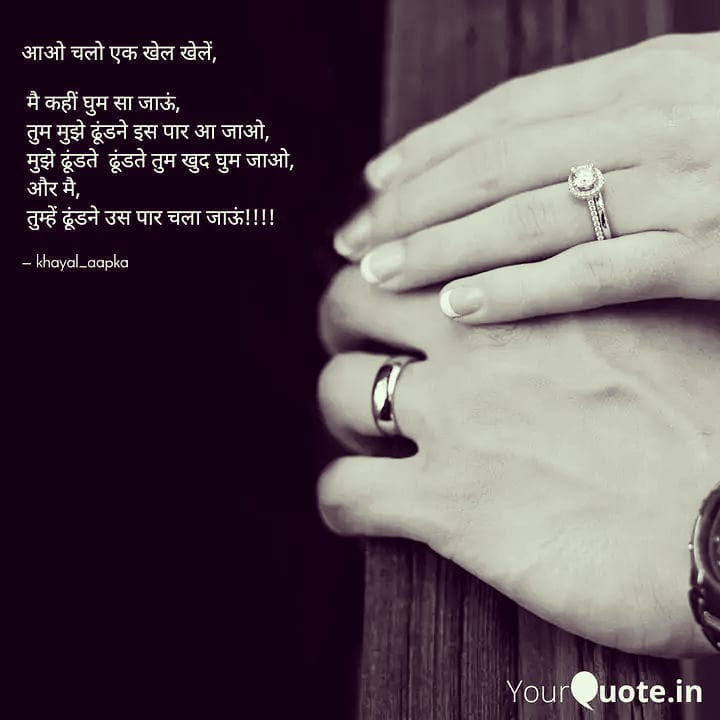 आओ चलो एक खेल खेलें,
मै कहीं घुम सा जाऊं,
तुम मुझे ढूंडने इस पार आ जाओ,
मुझे ढूंडते ढूंडते तुम खुद घुम जाओ,
और मै,
तुम्हें ढूंडने उस पार चला जाऊं!!!!
– khayal_aapka
YourQuote.in